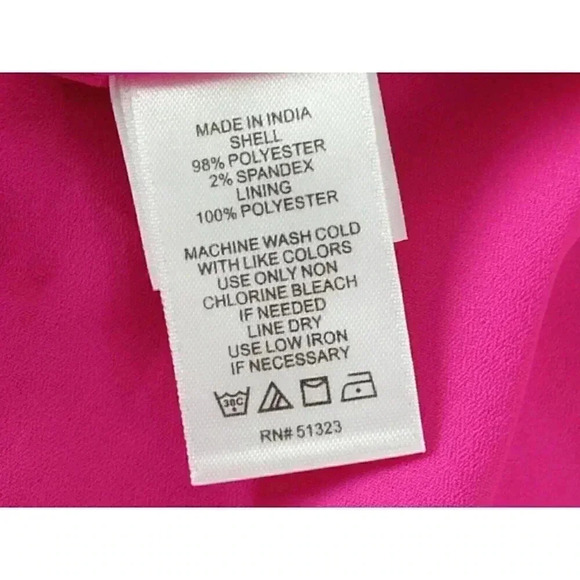 MADE IN INDIA
SHELL
98% POLYESTER
2% SPANDEX
LINING
100% POLYESTER
MACHINE WASH COLD
WITH LIKE COLORS
USE ONLY NON
CHLORINE BLEACH
IF NEEDED
LINE DRY
USE LOW IRON
IF NECESSARY
30C
RN# 51323